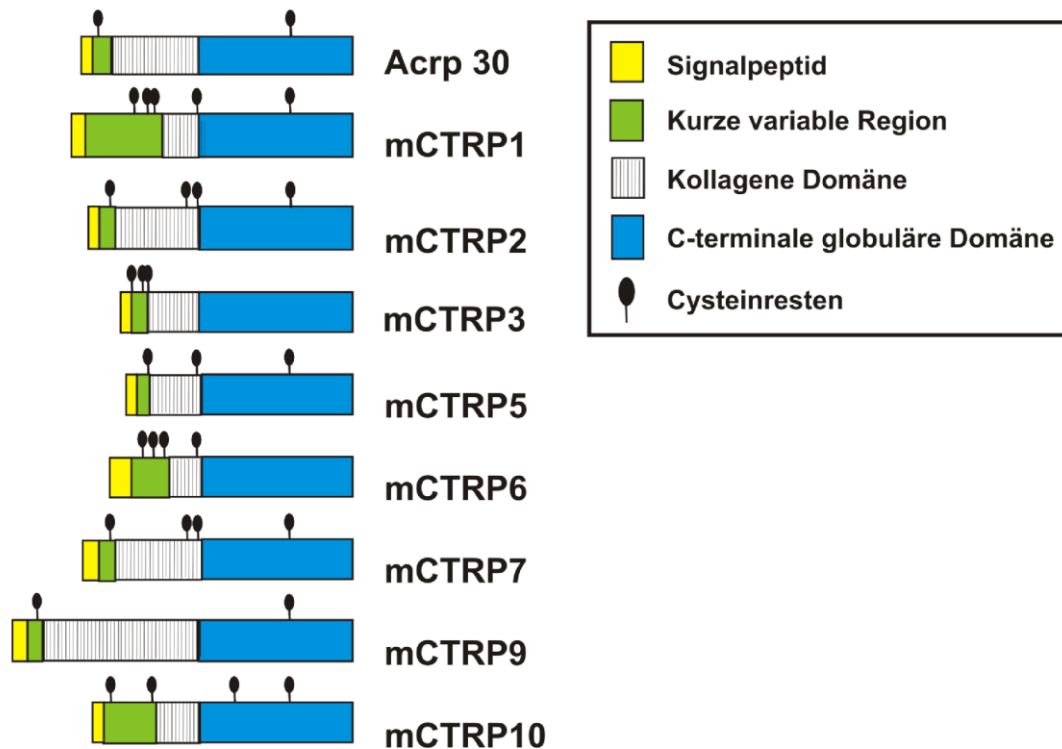 Acrp 30
mCTRP1
mCTRP2
mCTRP3
mCTRP5
mCTRP6
mCTRP7
mCTRP9
mCTRP10
Signalpeptid
Kurze variable Region
Kollagene Domäne
C-terminale globuläre Domäne
Cysteinresten